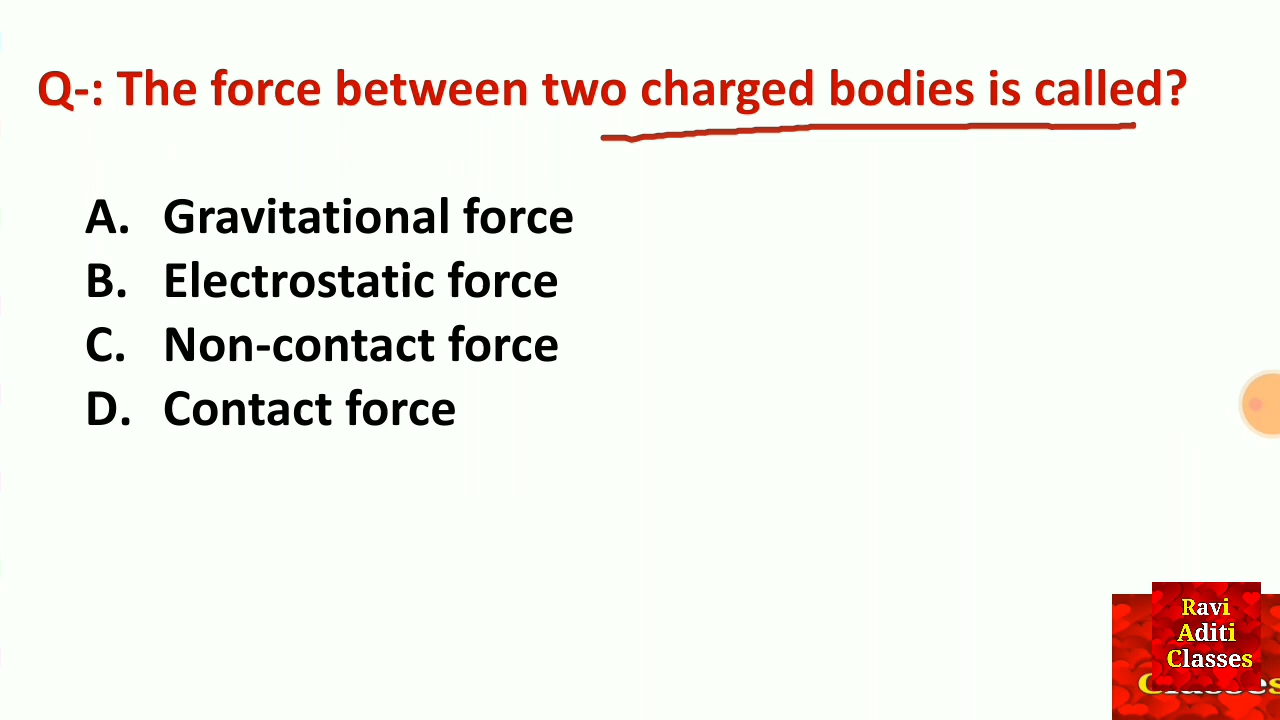 Q-: The force between two charged bodies is called?
A. Gravitational force
B. Electrostatic force
C. Non-contact force
D. Contact force
Ravi
Aditi
Classes
Classes